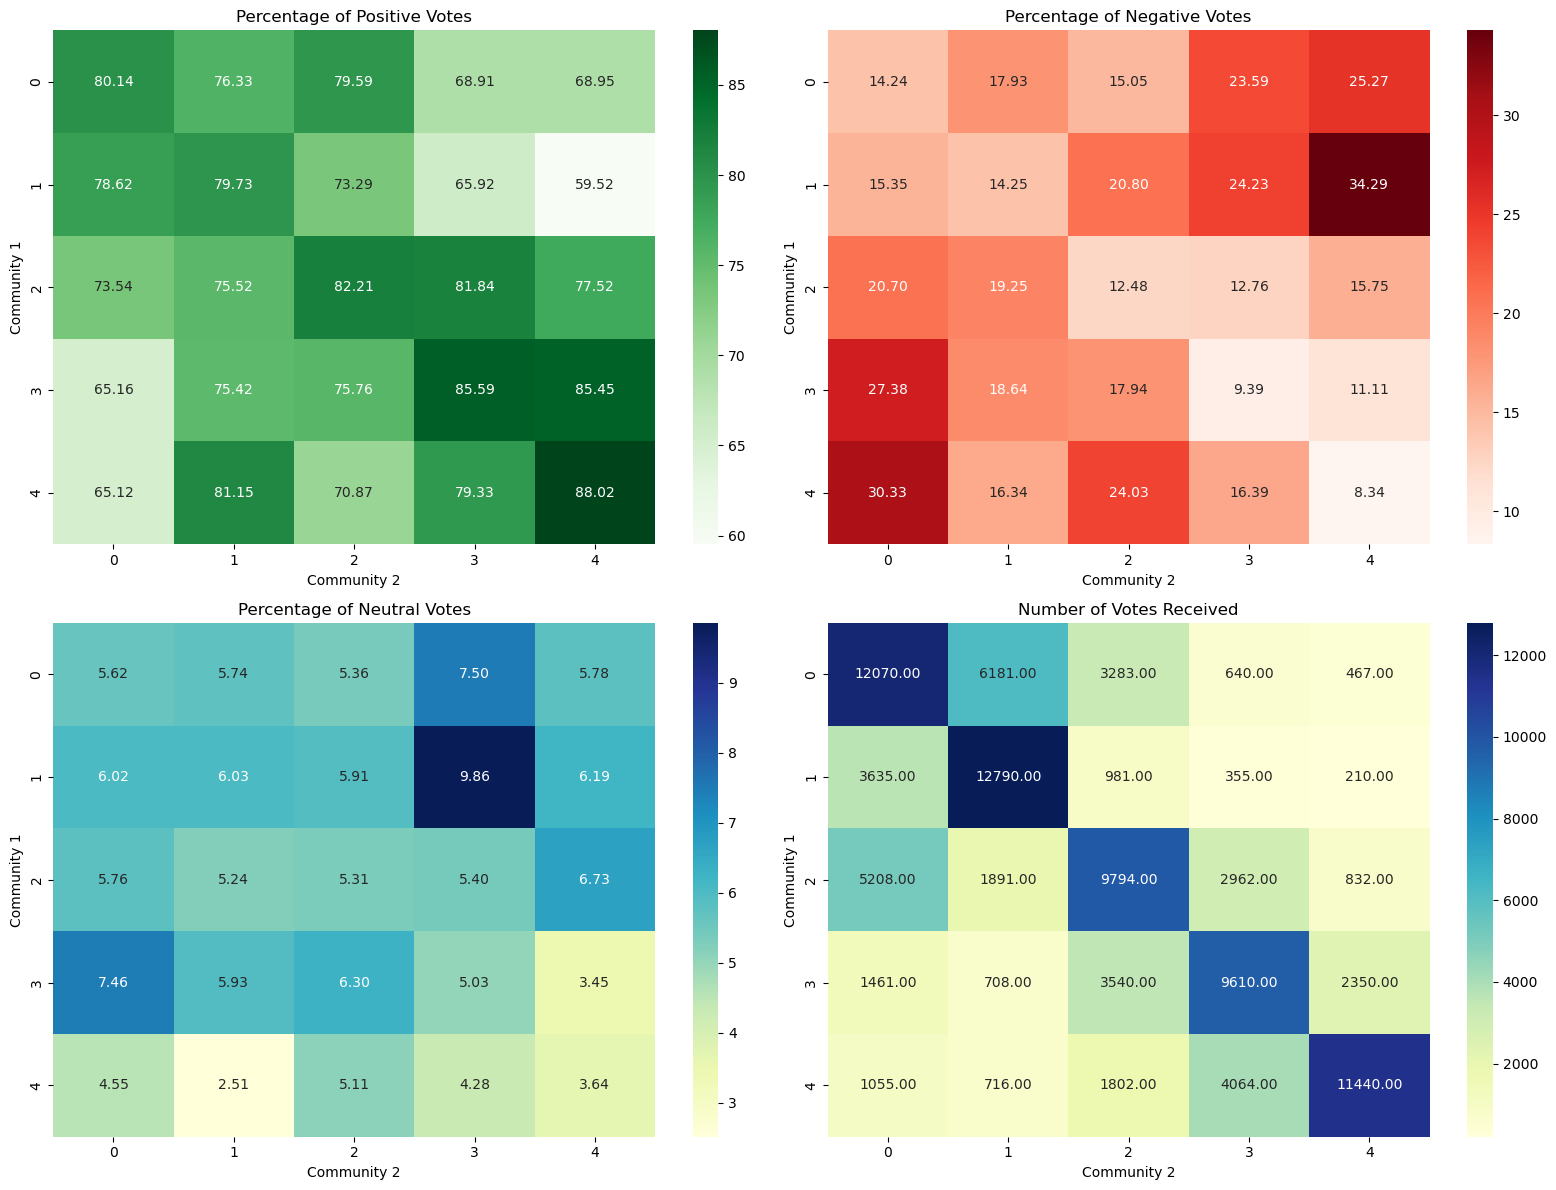 Percentage of Positive Votes
0 80.14 76.33 79.59 68.91 68.95
1 78.62 79.73 73.29 65.92 59.52
2 73.54 75.52 82.21 81.84 77.52
3 65.16 75.42 75.76 85.59 85.45
4 65.12 81.15 70.87 79.33 88.02
0 1 2 3 4
Community 1
Community 2
85
80
75
70
65
60
Percentage of Negative Votes
0 14.24 17.93 15.05 23.59 25.27
1 15.35 14.25 20.80 24.23 34.29
2 20.70 19.25 12.48 12.76 15.75
3 27.38 18.64 17.94 9.39 11.11
4 30.33 16.34 24.03 16.39 8.34
0 1 2 3 4
Community 1
Community 2
30
25
20
15
10
Percentage of Neutral Votes
0 5.62 5.74 5.36 7.50 5.78
1 6.02 6.03 5.91 9.86 6.19
2 5.76 5.24 5.31 5.40 6.73
3 7.46 5.93 6.30 5.03 3.45
4 4.55 2.51 5.11 4.28 3.64
0 1 2 3 4
Community 1
Community 2
9
8
7
6
5
4
3
Number of Votes Received
0 12070.00 6181.00 3283.00 640.00 467.00
1 3635.00 12790.00 981.00 355.00 210.00
2 5208.00 1891.00 9794.00 2962.00 832.00
3 1461.00 708.00 3540.00 9610.00 2350.00
4 1055.00 716.00 1802.00 4064.00 11440.00
0 1 2 3 4
Community 1
Community 2
12000
10000
8000
6000
4000
2000